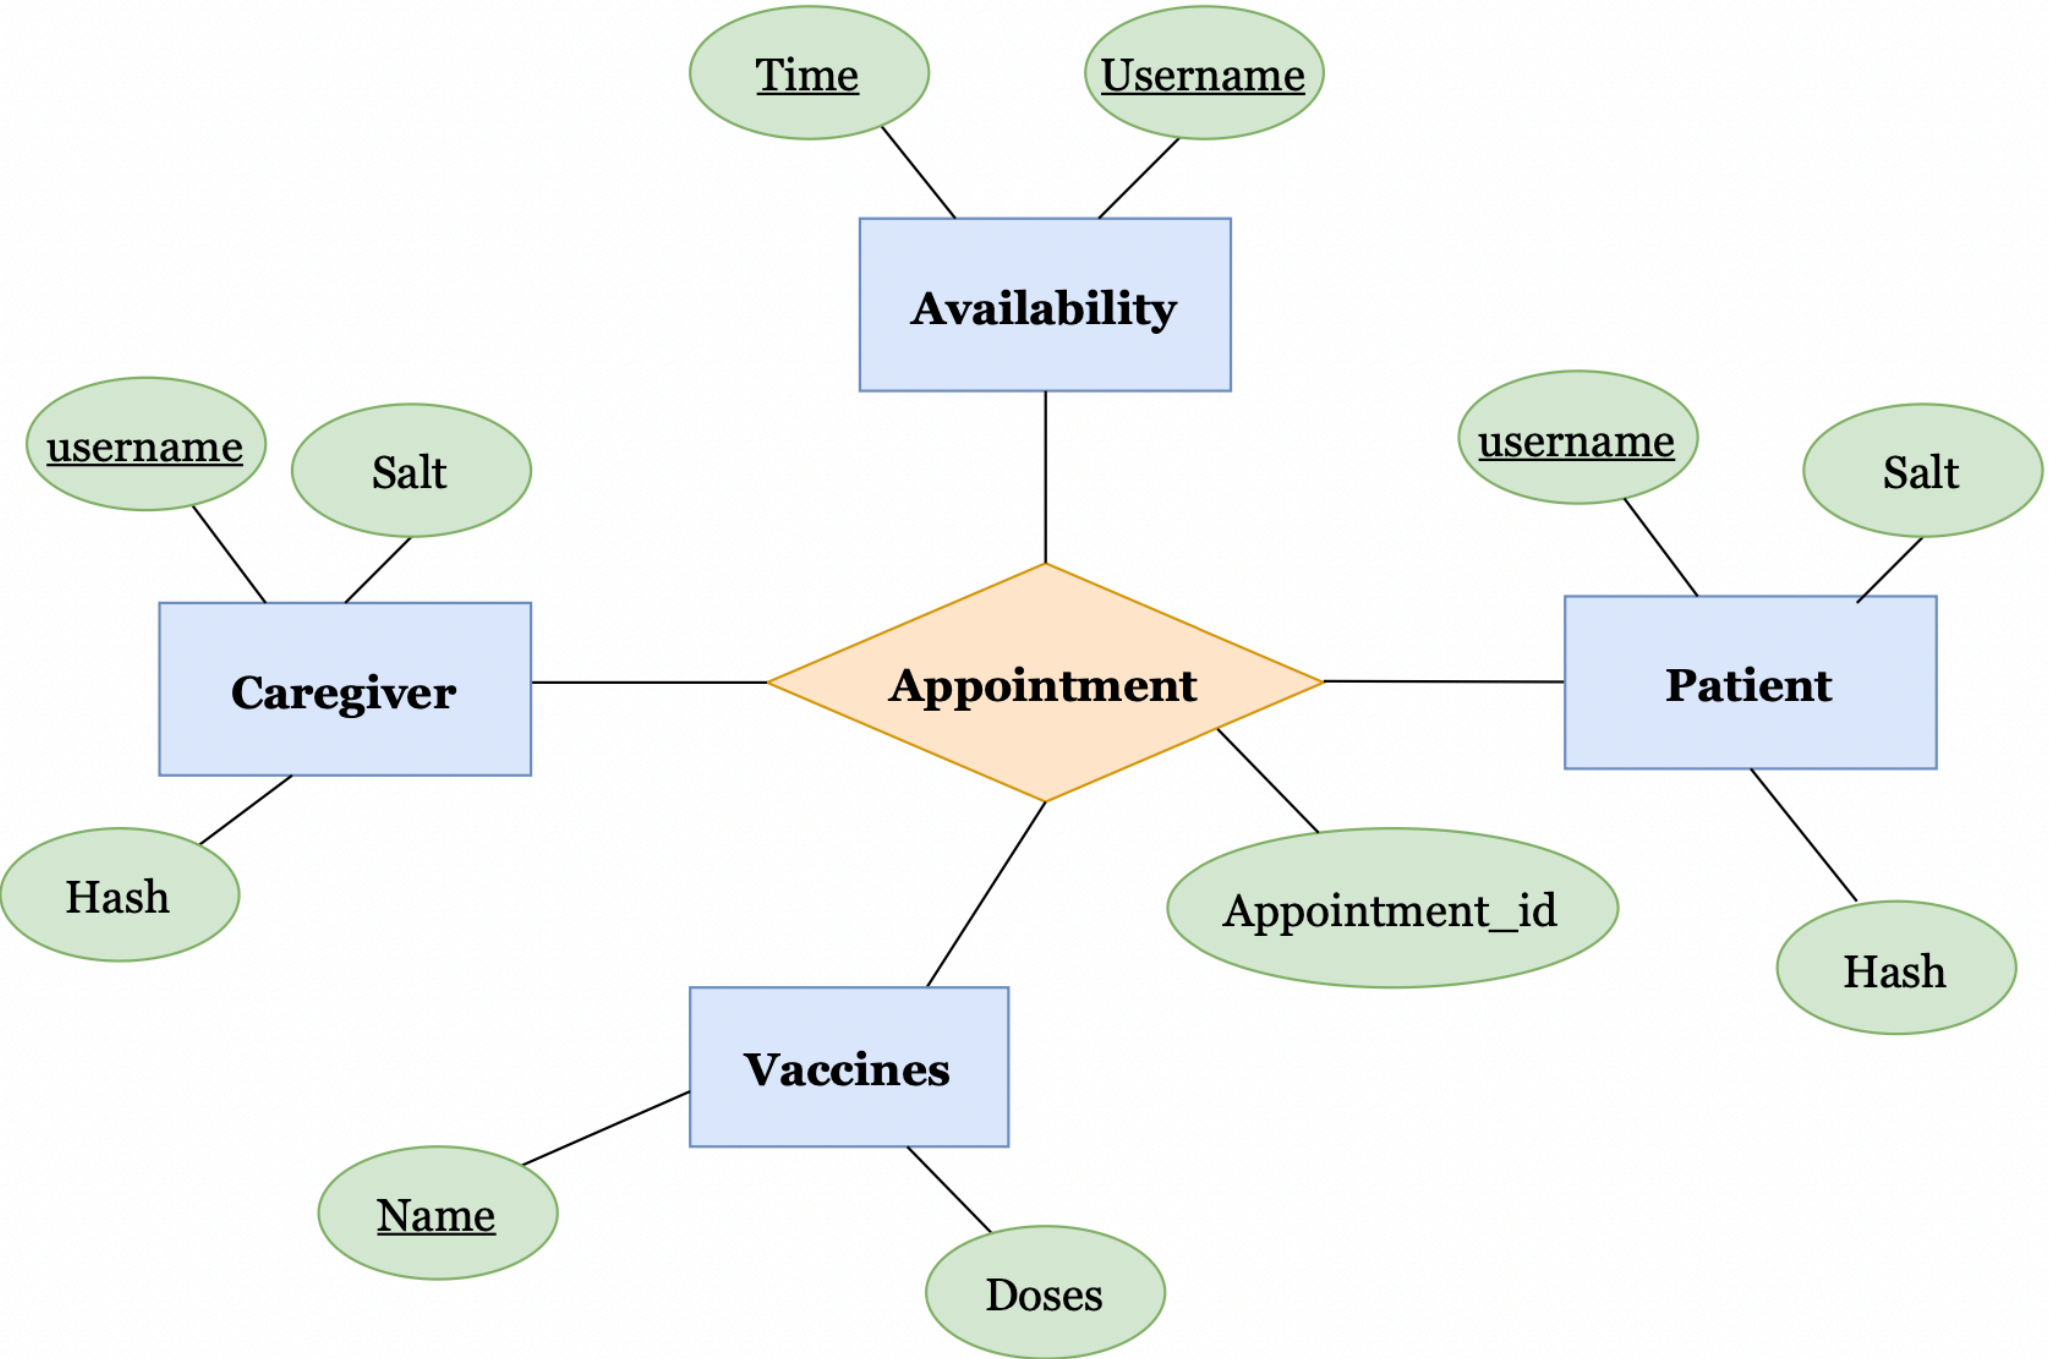 Time
Username
Availability
username
Salt
username
Salt
Caregiver
Appointment
Patient
Hash
Appointment_id
Hash
Vaccines
Name
Doses